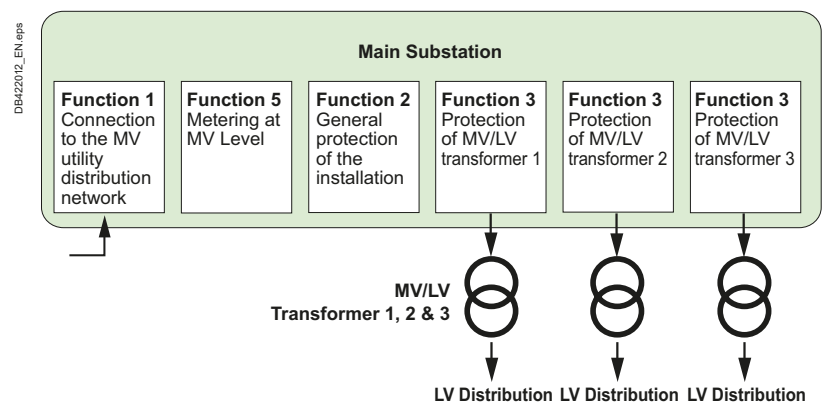 DB422012_EN.eps
Main Substation
Function 1
Connection
to the MV
utility
distribution
network
Function 5
Metering at
MV Level
Function 2
General
protection
of the
installation
Function 3
Protection
of MV/LV
transformer 1
Function 3
Protection
of MV/LV
transformer 2
Function 3
Protection
of MV/LV
transformer 3
MV/LV
Transformer 1, 2 & 3
LV Distribution
LV Distribution
LV Distribution